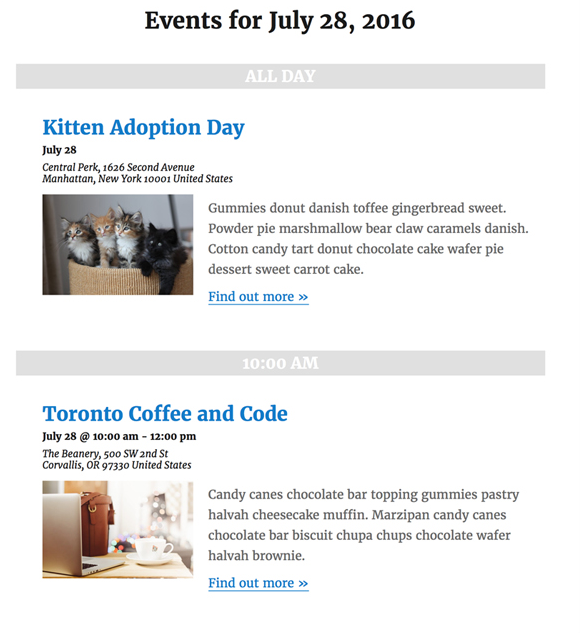 Events for July 28, 2016
ALL DAY
Kitten Adoption Day
July 28
Central Perk, 1626 Second Avenue
Manhattan, New York 10001 United States
Gummies donut danish toffee gingerbread sweet.
Powder pie marshmallow bear claw caramels danish.
Cotton candy tart donut chocolate cake wafer pie
dessert sweet carrot cake.
Find out more »
10:00 AM
Toronto Coffee and Code
July 28 @ 10:00 am - 12:00 pm
The Beanery, 500 SW 2nd St
Corvallis, OR 97330 United States
Candy canes chocolate bar topping gummies pastry
halvah cheesecake muffin. Marzipan candy canes
chocolate bar biscuit chupa chups chocolate wafer
halvah brownie.
Find out more »